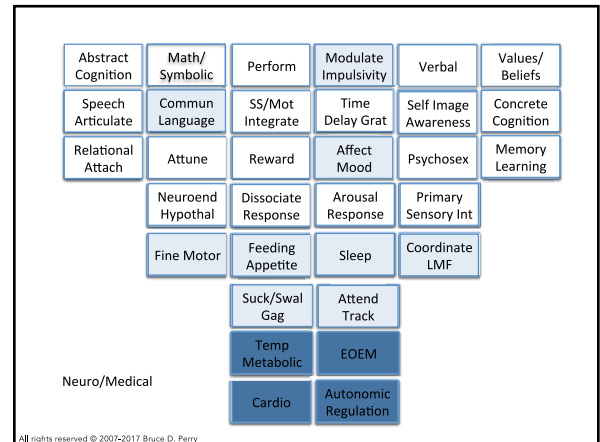 Abstract
Cognition
Math/
Symbolic
Perform
Modulate
Impulsivity
Verbal
Values/
Beliefs
Speech
Articulate
Commun
Language
SS/Mot
Integrate
Time
Delay Grat
Self Image
Awareness
Concrete
Cognition
Relational
Attach
Attune
Reward
Affect
Mood
Psychosex
Memory
Learning
Neuroend
Hypothal
Dissociate
Response
Arousal
Response
Primary
Sensory Int
Fine Motor
Feeding
Appetite
Sleep
Coordinate
LMF
Suck/Swal
Gag
Attend
Track
Temp
Metabolic
EOEM
Neuro/Medical
Cardio
Autonomic
Regulation
All rights reserved © 2007-2017 Bruce D. Perry